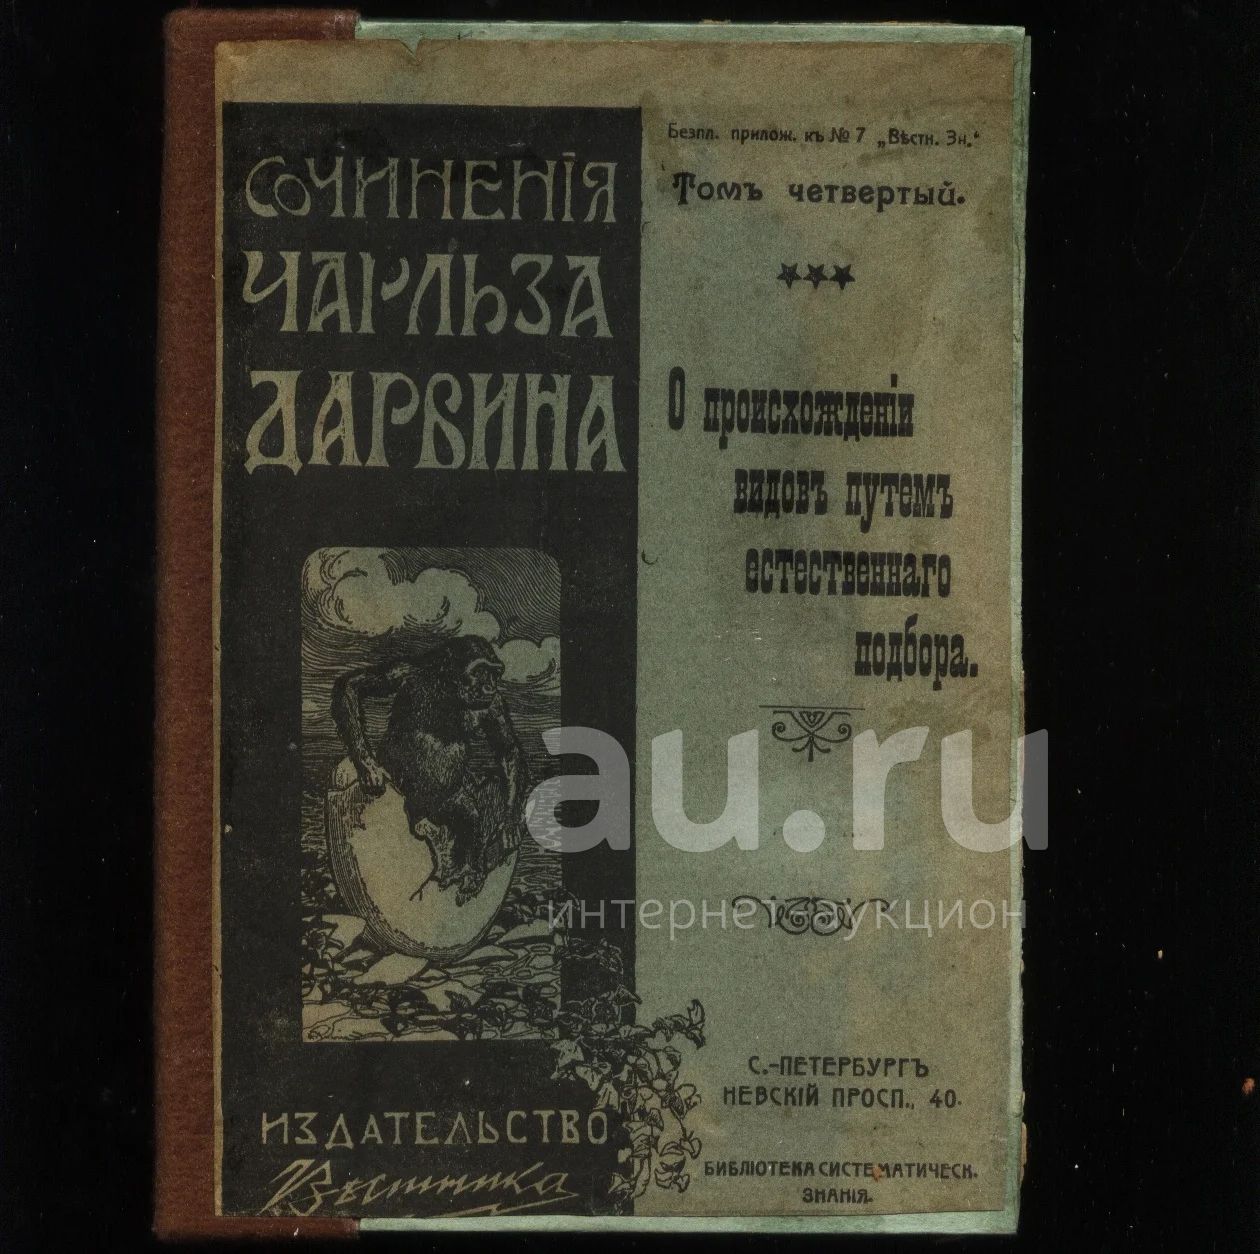 СОЧИНЕНІЯ
ЧАРЛЬЗА
ДАРВИНА
ИЗДАТЕЛЬСТВО
Вѣстника
Безпл. прилож. къ № 7 „Вѣстн. Зн.“
Томъ четвертый.
О происхожденіи
видовъ путемъ
естественнаго
подбора.
С.-ПЕТЕРБУРГЪ
НЕВСКІЙ ПРОСП., 40.
БИБЛІОТЕКА СИСТЕМАТИЧЕСК.
ЗНАНІЯ.
au.ru
интернет-аукцион